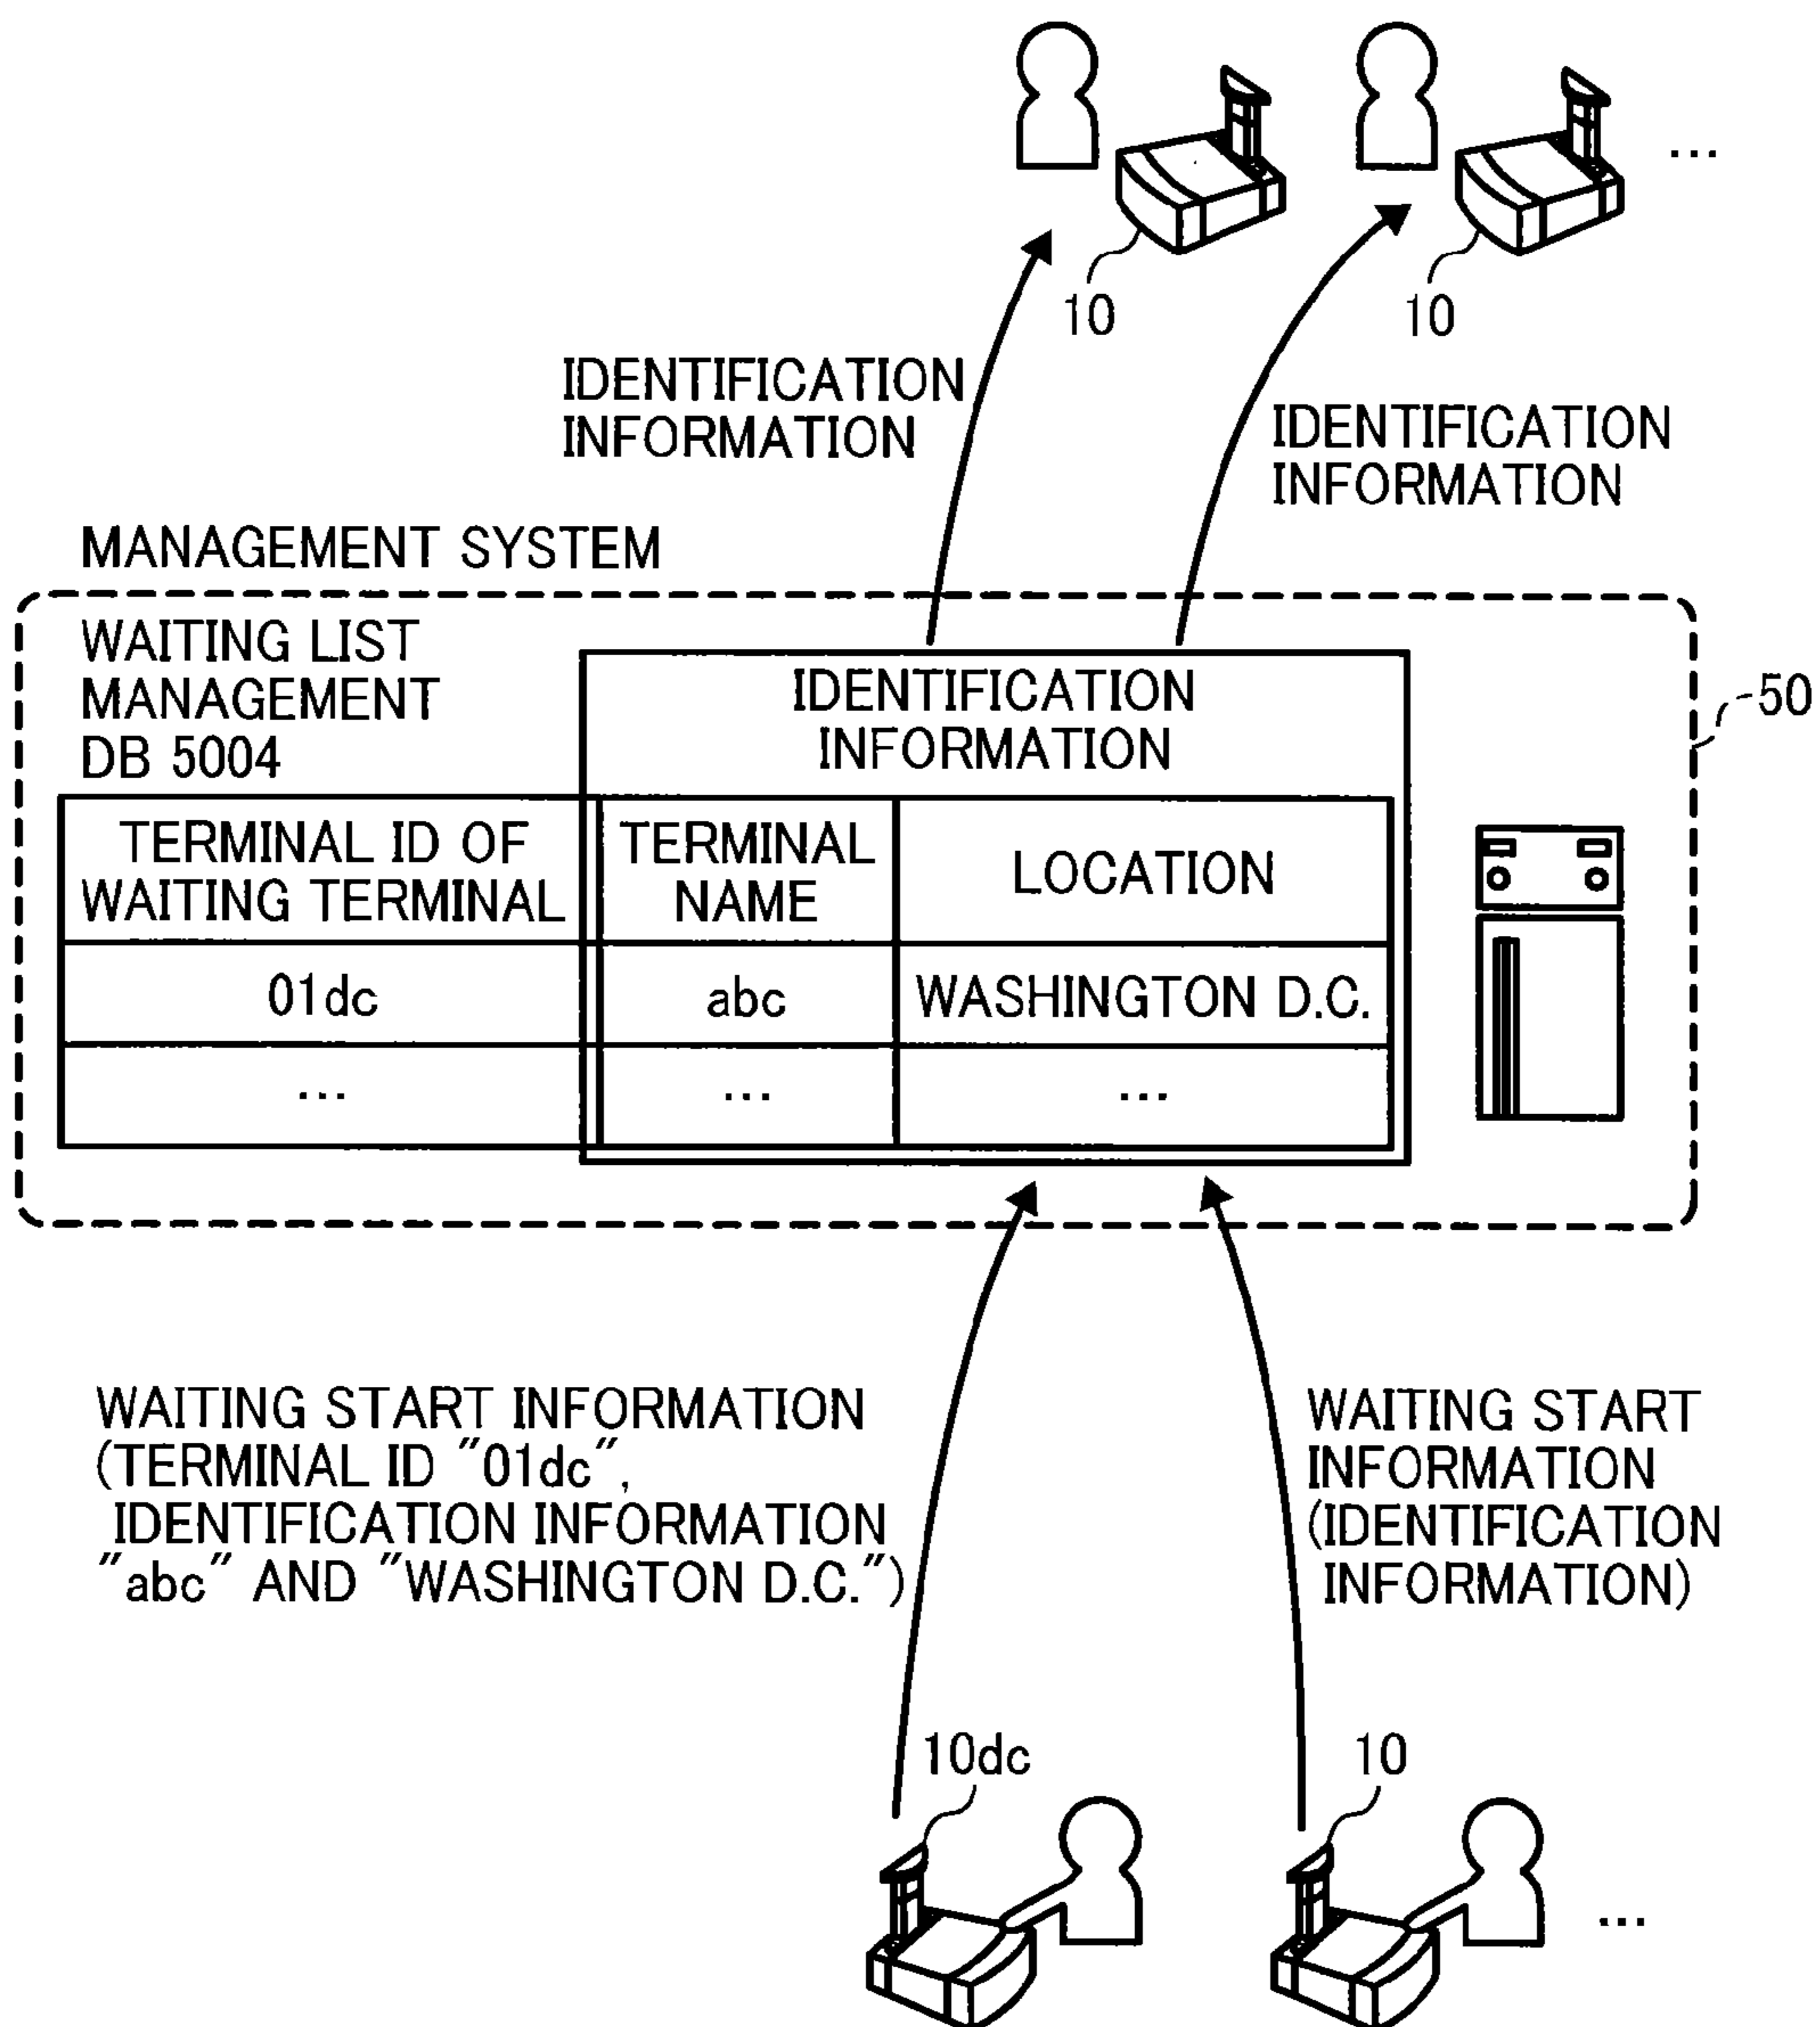 ...
10
10
IDENTIFICATION
INFORMATION
IDENTIFICATION
INFORMATION
MANAGEMENT SYSTEM
WAITING LIST
MANAGEMENT
DB 5004
IDENTIFICATION
INFORMATION
50
TERMINAL ID OF
WAITING TERMINAL
TERMINAL
NAME
LOCATION
01dc
abc
WASHINGTON D.C.
...
...
...
WAITING START INFORMATION
(TERMINAL ID "01dc",
IDENTIFICATION INFORMATION
"abc" AND "WASHINGTON D.C.")
WAITING START
INFORMATION
(IDENTIFICATION
INFORMATION)
10dc
10
...